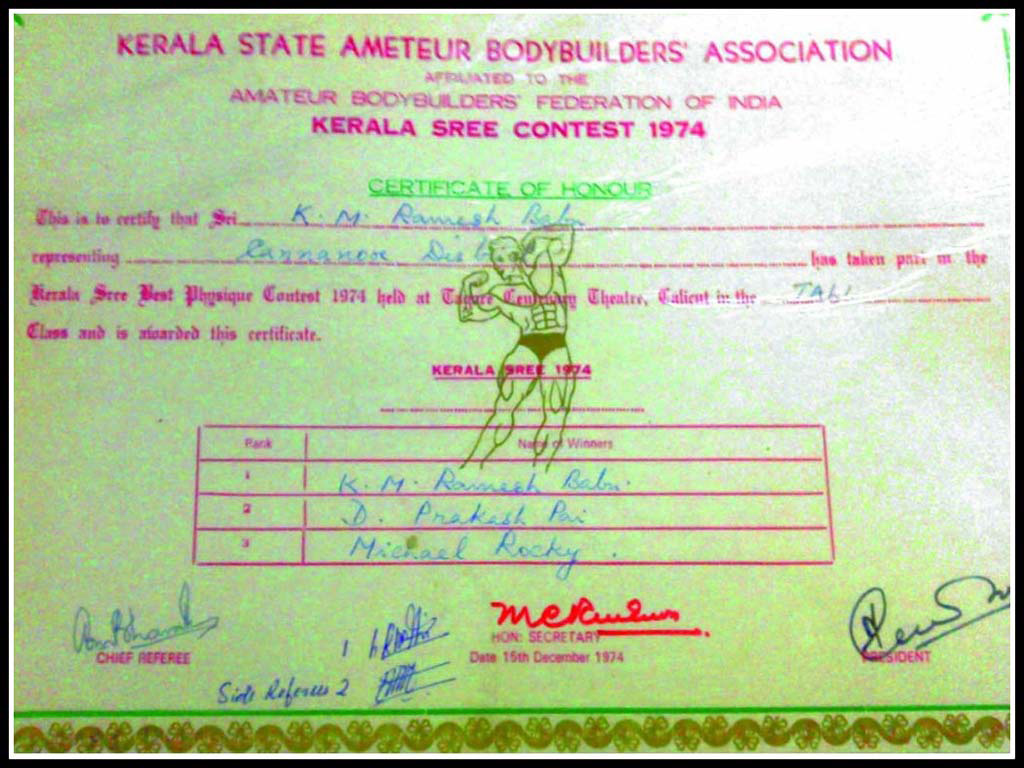 KERALA STATE AMETEUR BODYBUILDERS' ASSOCIATION
AFFILIATED TO THE
AMATEUR BODYBUILDERS' FEDERATION OF INDIA
KERALA SREE CONTEST 1974
CERTIFICATE OF HONOUR
This is to certify that Sri K. M. Ramesh Babu
representing Cannanore has taken part in the
Kerala Sree Best Physique Contest 1974 held at Tagore Centenary Theatre, Calicut in the
Class and is awarded this certificate.
KERALA SREE 1974
Rank Name of Winners
1 K. M. Ramesh Babu.
2 D. Prakash Pai
3 Michael Rocky.
CHIEF REFEREE
1
HON: SECRETARY
PRESIDENT
Date 15th December 1974
Side Referees 2